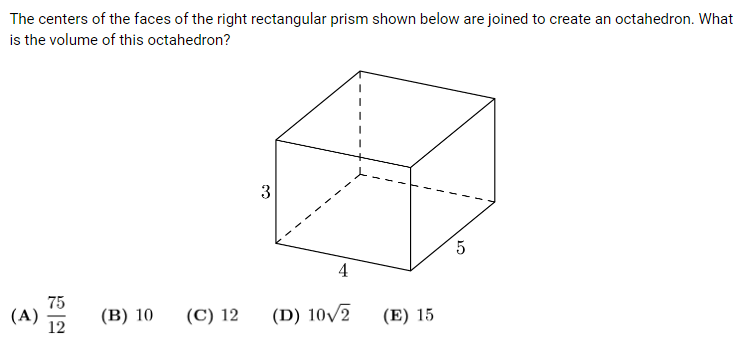 The centers of the faces of the right rectangular prism shown below are joined to create an octahedron. What
is the volume of this octahedron?
3
5
4
(A) 75/12 (B) 10 (C) 12 (D) 10√2 (E) 15